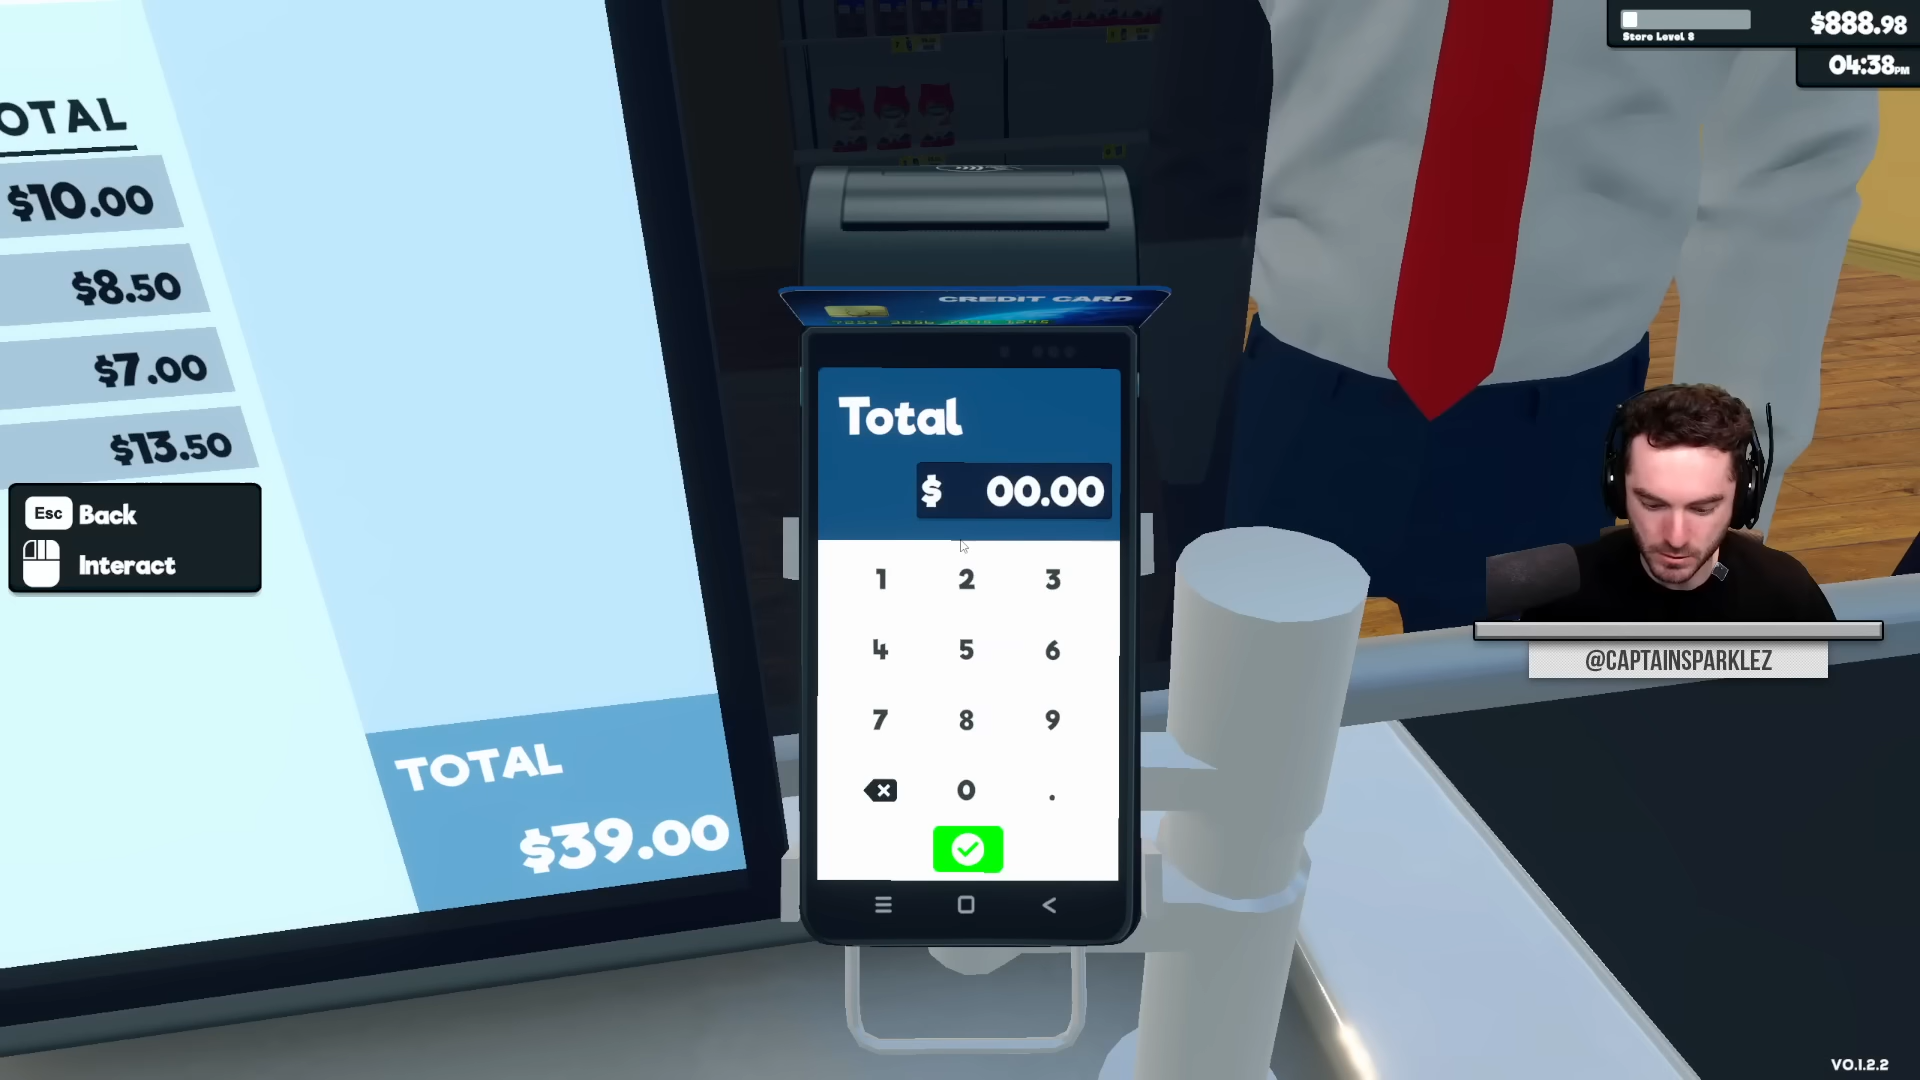 $888.98
Store Level 8
04:38PM
OTAL
$10.00
$8.50
$7.00
$13.50
Esc Back
Interact
CREDIT CARD
Total
$ 00.00
1 2 3
4 5 6
7 8 9
0 .
TOTAL
$39.00
@CAPTAINSPARKLEZ
V0.1.2.2